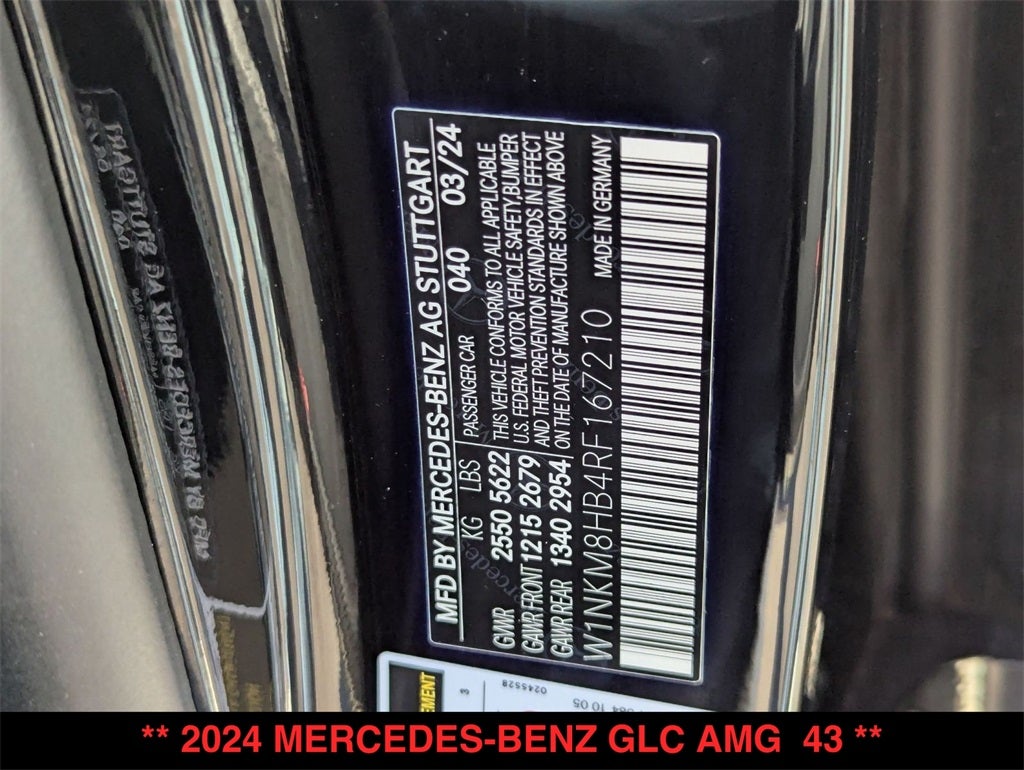 MFD BY MERCEDES-BENZ AG STUTTGART
KG LBS PASSENGER CAR 040 03/24
GVWR 2550 5622 THIS VEHICLE CONFORMS TO ALL APPLICABLE
GAWR FRONT 1215 2679 U.S. FEDERAL MOTOR VEHICLE SAFETY, BUMPER
AND THEFT PREVENTION STANDARDS IN EFFECT
GAWR REAR 1340 2954 ON THE DATE OF MANUFACTURE SHOWN ABOVE
W1NKM8HB4RF167210 MADE IN GERMANY
0245528
** 2024 MERCEDES-BENZ GLC AMG 43 **